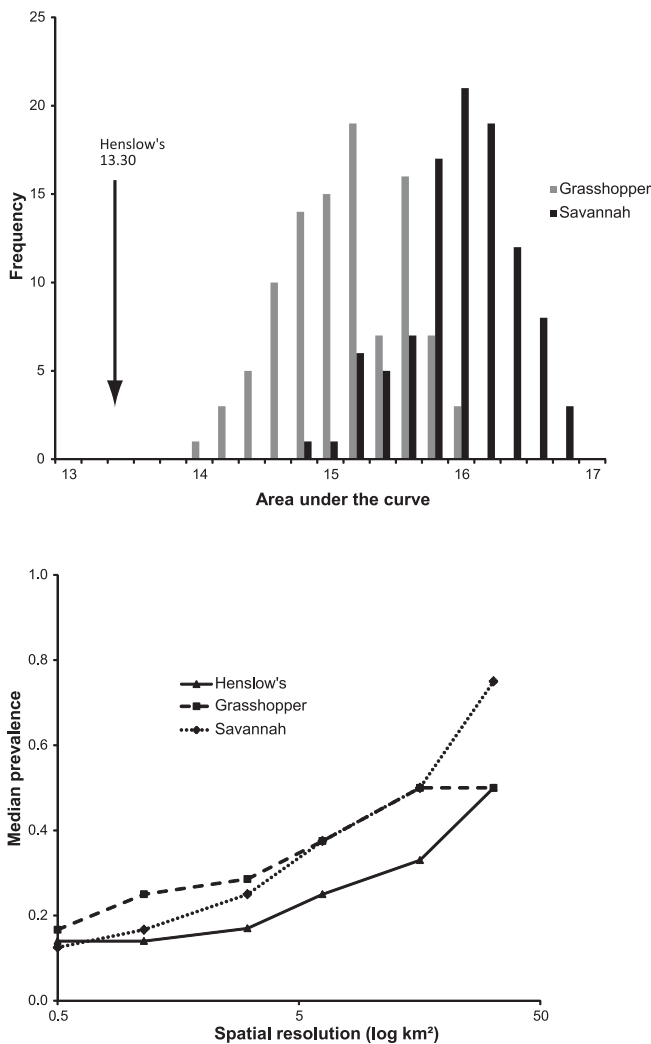 25
20
15
10
5
0
Frequency
Henslow's
13.30
Grasshopper
Savannah
13 14 15 16 17
Area under the curve
1.0
0.8
0.6
0.4
0.2
0.0
Median prevalence
Henslow's
Grasshopper
Savannah
0.5 5 50
Spatial resolution (log km²)